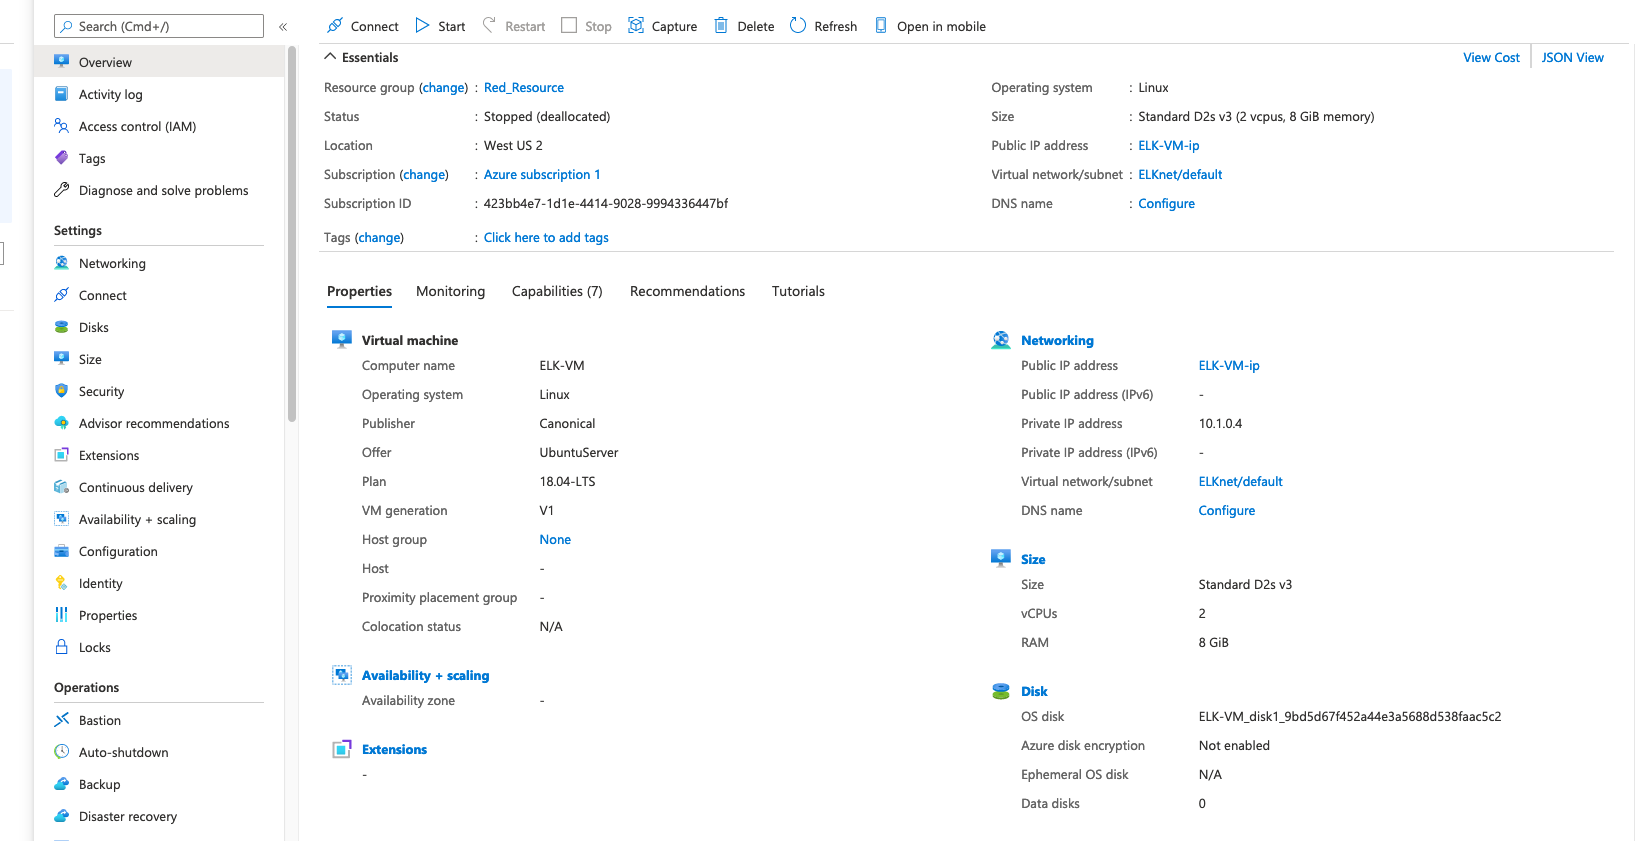 Search (Cmd+/)
«
Overview
Activity log
Access control (IAM)
Tags
Diagnose and solve problems
Settings
Networking
Connect
Disks
Size
Security
Advisor recommendations
Extensions
Continuous delivery
Availability + scaling
Configuration
Identity
Properties
Locks
Operations
Bastion
Auto-shutdown
Backup
Disaster recovery
Connect Start Restart Stop Capture Delete Refresh Open in mobile
Essentials
View Cost JSON View
Resource group (change) : Red_Resource
Status : Stopped (deallocated)
Location : West US 2
Subscription (change) : Azure subscription 1
Subscription ID : 423bb4e7-1d1e-4414-9028-9994336447bf
Tags (change) : Click here to add tags
Operating system : Linux
Size : Standard D2s v3 (2 vcpus, 8 GiB memory)
Public IP address : ELK-VM-ip
Virtual network/subnet : ELKnet/default
DNS name : Configure
Properties Monitoring Capabilities (7) Recommendations Tutorials
Virtual machine
Computer name ELK-VM
Operating system Linux
Publisher Canonical
Offer UbuntuServer
Plan 18.04-LTS
VM generation V1
Host group None
Host -
Proximity placement group -
Colocation status N/A
Availability + scaling
Availability zone -
Extensions
-
Networking
Public IP address ELK-VM-ip
Public IP address (IPv6) -
Private IP address 10.1.0.4
Private IP address (IPv6) -
Virtual network/subnet ELKnet/default
DNS name Configure
Size
Size Standard D2s v3
vCPUs 2
RAM 8 GiB
Disk
OS disk ELK-VM_disk1_9bd5d67f452a44e3a5688d538faac5c2
Azure disk encryption Not enabled
Ephemeral OS disk N/A
Data disks 0